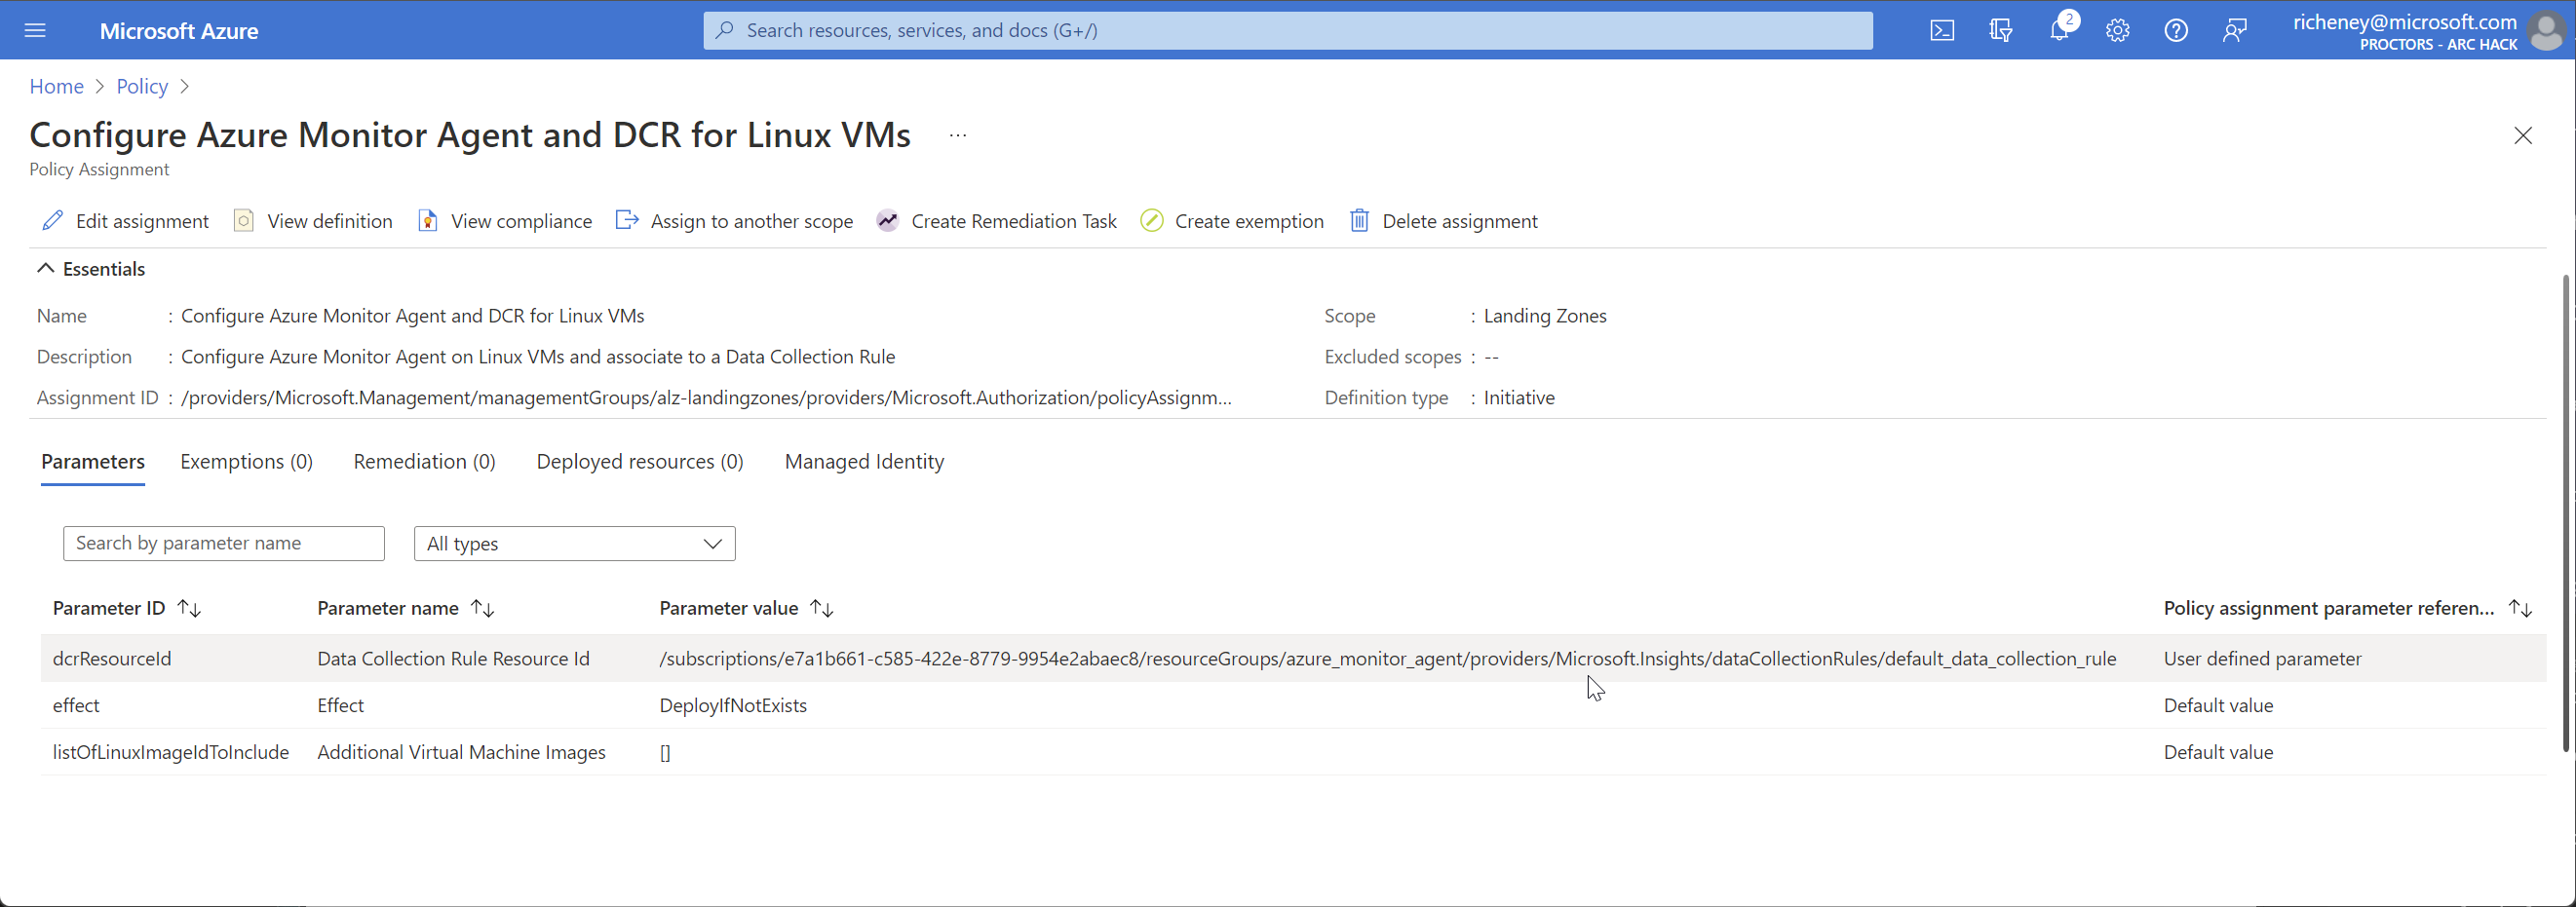 Microsoft Azure
Search resources, services, and docs (G+/)
2
richeney@microsoft.com
PROCTORS - ARC HACK
Home > Policy >
Configure Azure Monitor Agent and DCR for Linux VMs ...
Policy Assignment
Edit assignment View definition View compliance Assign to another scope Create Remediation Task Create exemption Delete assignment
Essentials
Name : Configure Azure Monitor Agent and DCR for Linux VMs Scope : Landing Zones
Description : Configure Azure Monitor Agent on Linux VMs and associate to a Data Collection Rule Excluded scopes : --
Assignment ID : /providers/Microsoft.Management/managementGroups/alz-landingzones/providers/Microsoft.Authorization/policyAssignm... Definition type : Initiative
Parameters Exemptions (0) Remediation (0) Deployed resources (0) Managed Identity
Search by parameter name All types
Parameter ID Parameter name Parameter value Policy assignment parameter referen...
dcrResourceId Data Collection Rule Resource Id /subscriptions/e7a1b661-c585-422e-8779-9954e2abaec8/resourceGroups/azure_monitor_agent/providers/Microsoft.Insights/dataCollectionRules/default_data_collection_rule User defined parameter
effect Effect DeployIfNotExists Default value
listOfLinuxImageIdToInclude Additional Virtual Machine Images [] Default value